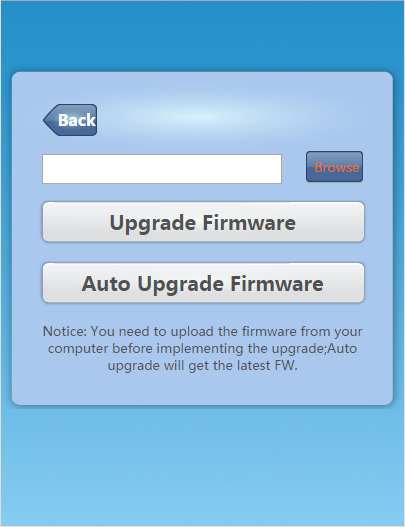 Back
Browse
Upgrade Firmware
Auto Upgrade Firmware
Notice: You need to upload the firmware from your
computer before implementing the upgrade;Auto
upgrade will get the latest FW.